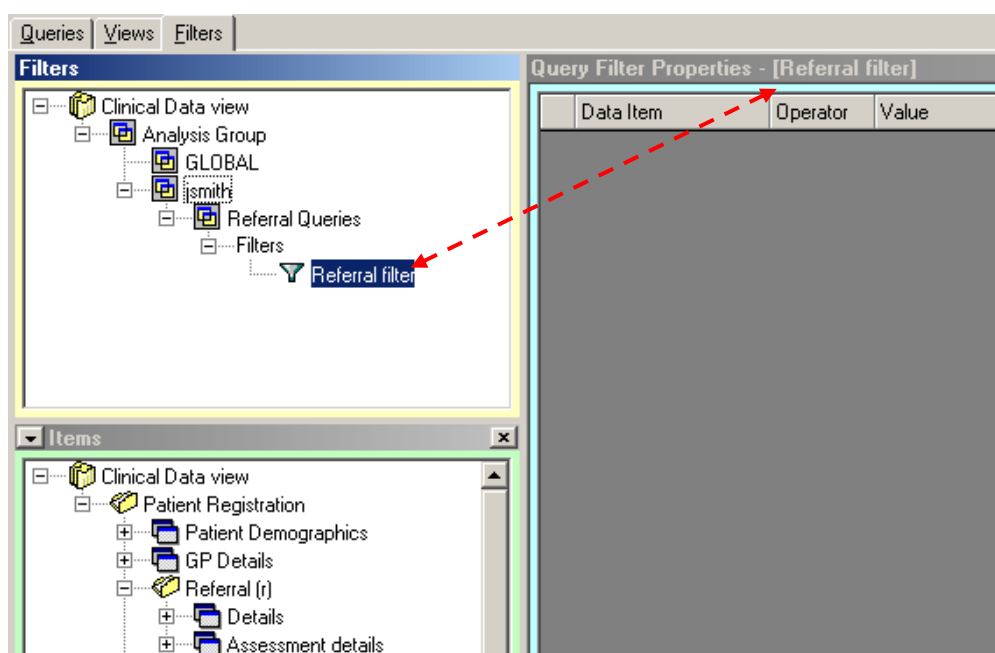 Queries Views Filters
Filters
Clinical Data view
Analysis Group
GLOBAL
jsmith
Referral Queries
Filters
Referral filter
Query Filter Properties - [Referral filter]
Data Item Operator Value
Items
Clinical Data view
Patient Registration
Patient Demographics
GP Details
Referral (r)
Details
Assessment details